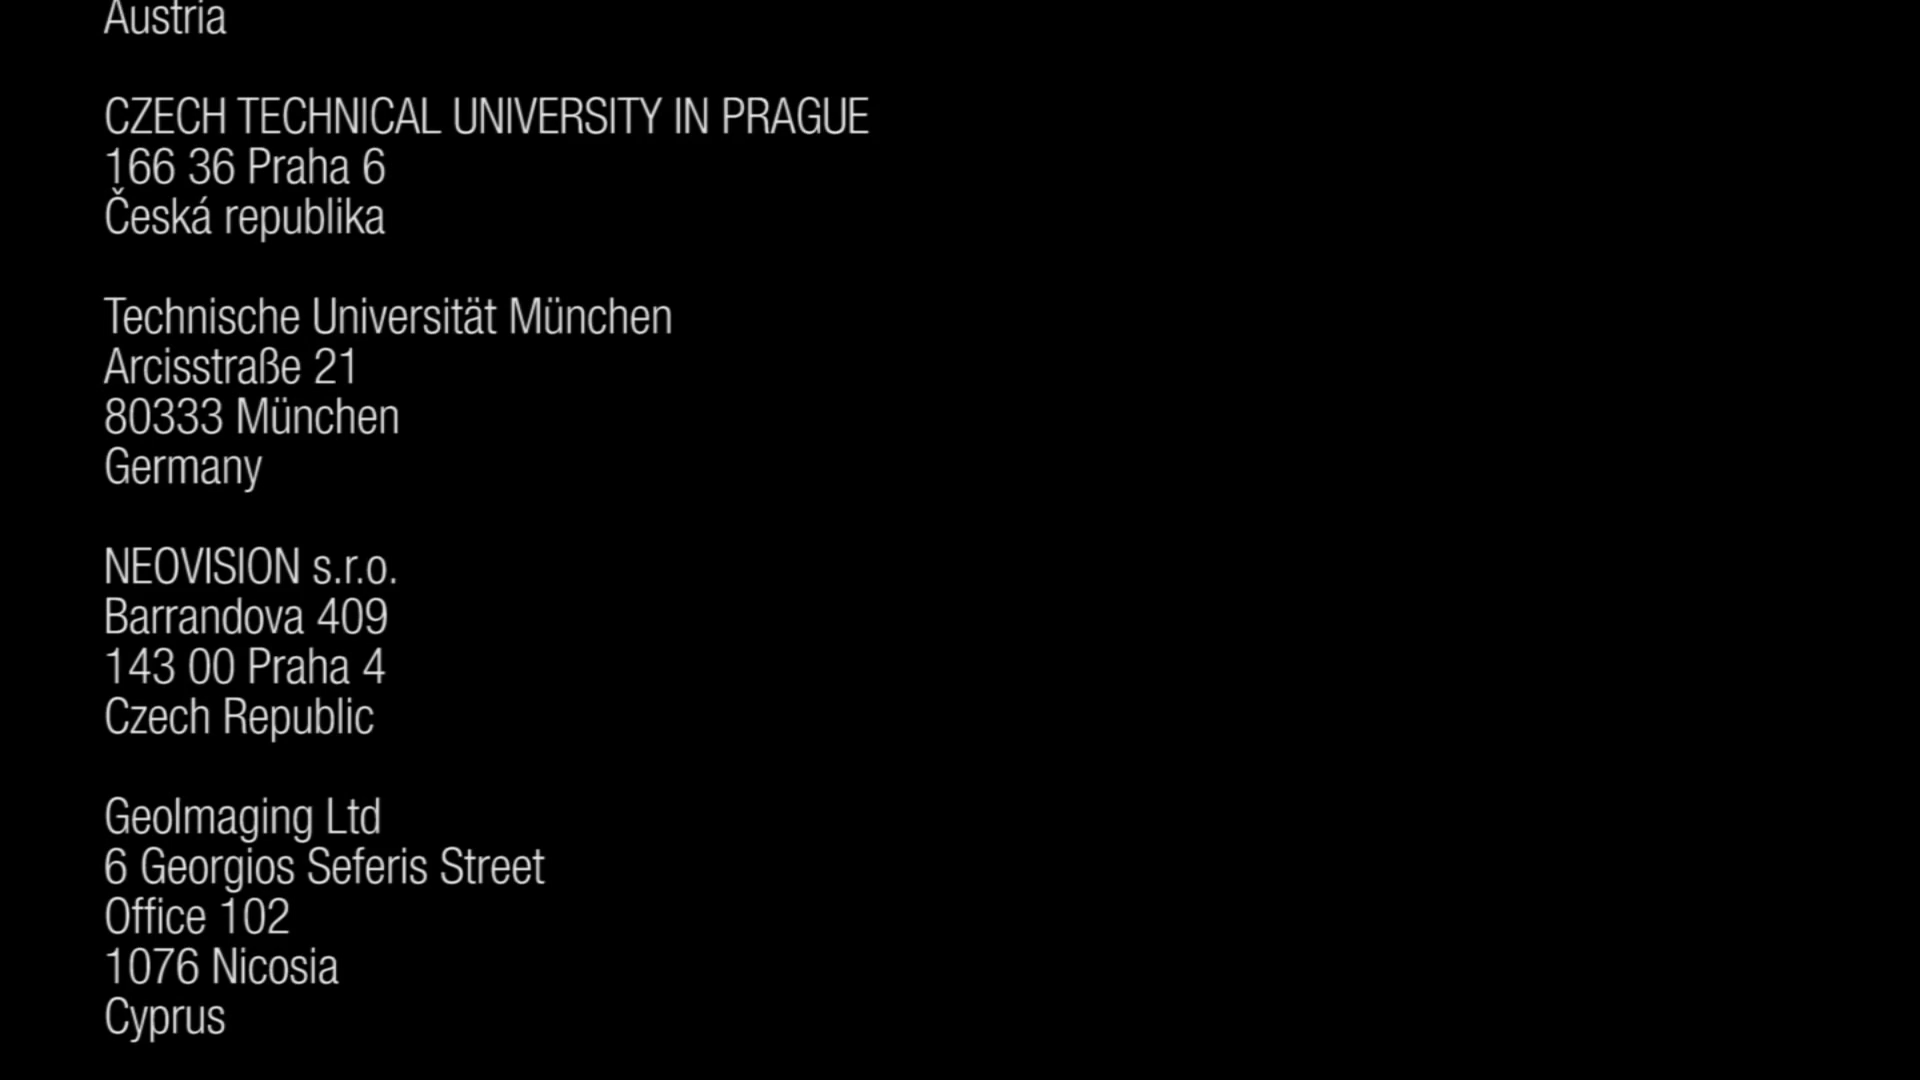 Austria
CZECH TECHNICAL UNIVERSITY IN PRAGUE
166 36 Praha 6
Česká republika
Technische Universität München
Arcisstraße 21
80333 München
Germany
NEOVISION s.r.o.
Barrandova 409
143 00 Praha 4
Czech Republic
GeoImaging Ltd
6 Georgios Seferis Street
Office 102
1076 Nicosia
Cyprus